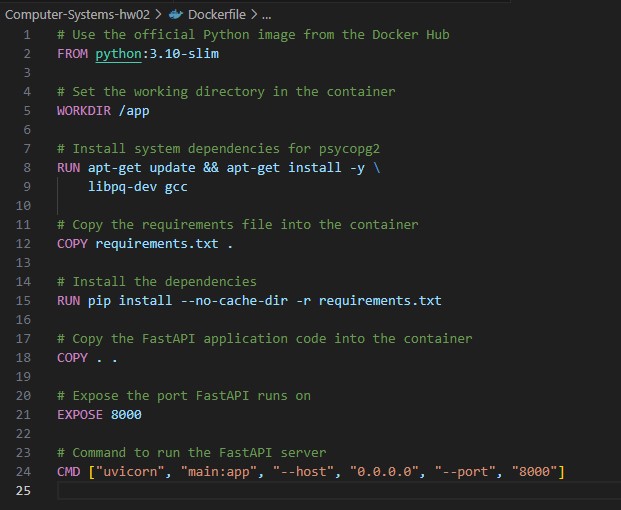 Computer-Systems-hw02 > Dockerfile > ...
1 # Use the official Python image from the Docker Hub
2 FROM python:3.10-slim
3
4 # Set the working directory in the container
5 WORKDIR /app
6
7 # Install system dependencies for psycopg2
8 RUN apt-get update && apt-get install -y \
9     libpq-dev gcc
10
11 # Copy the requirements file into the container
12 COPY requirements.txt .
13
14 # Install the dependencies
15 RUN pip install --no-cache-dir -r requirements.txt
16
17 # Copy the FastAPI application code into the container
18 COPY . .
19
20 # Expose the port FastAPI runs on
21 EXPOSE 8000
22
23 # Command to run the FastAPI server
24 CMD ["uvicorn", "main:app", "--host", "0.0.0.0", "--port", "8000"]
25